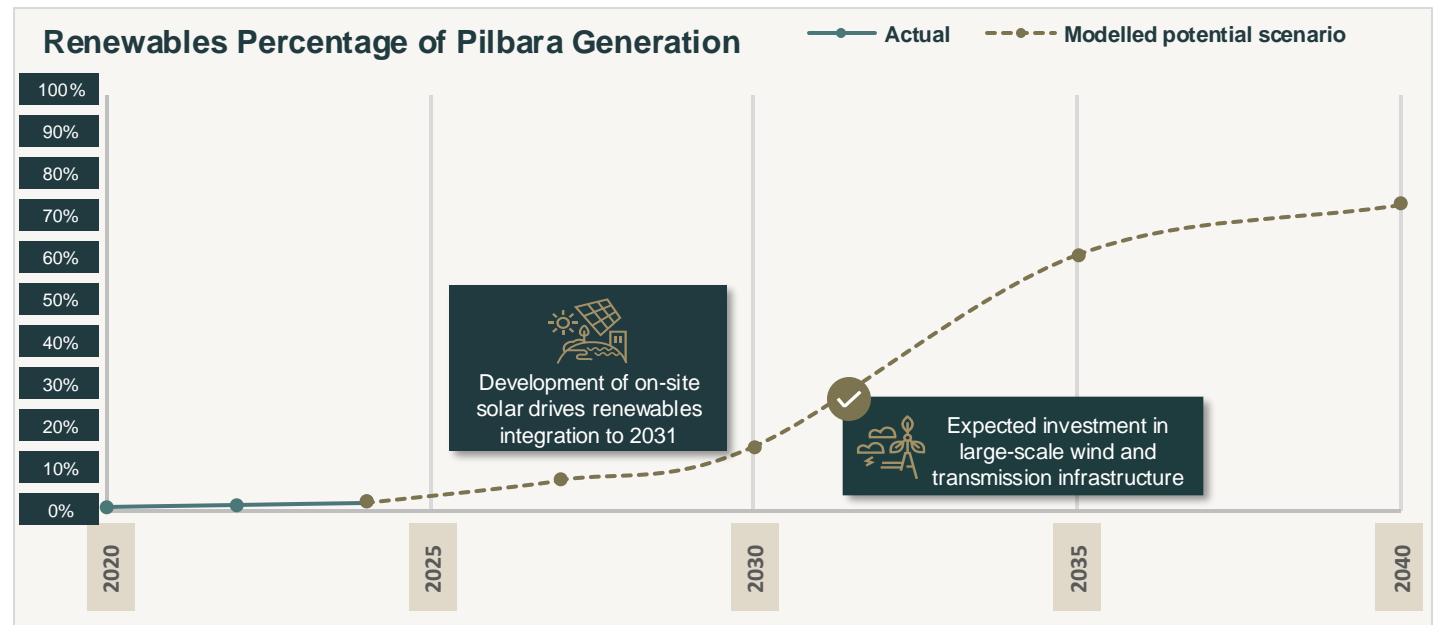 Renewables Percentage of Pilbara Generation
Actual
Modelled potential scenario
100%
90%
80%
70%
60%
50%
40%
30%
20%
10%
0%
Development of on-site
solar drives renewables
integration to 2031
Expected investment in
large-scale wind and
transmission infrastructure
2020
2025
2030
2035
2040